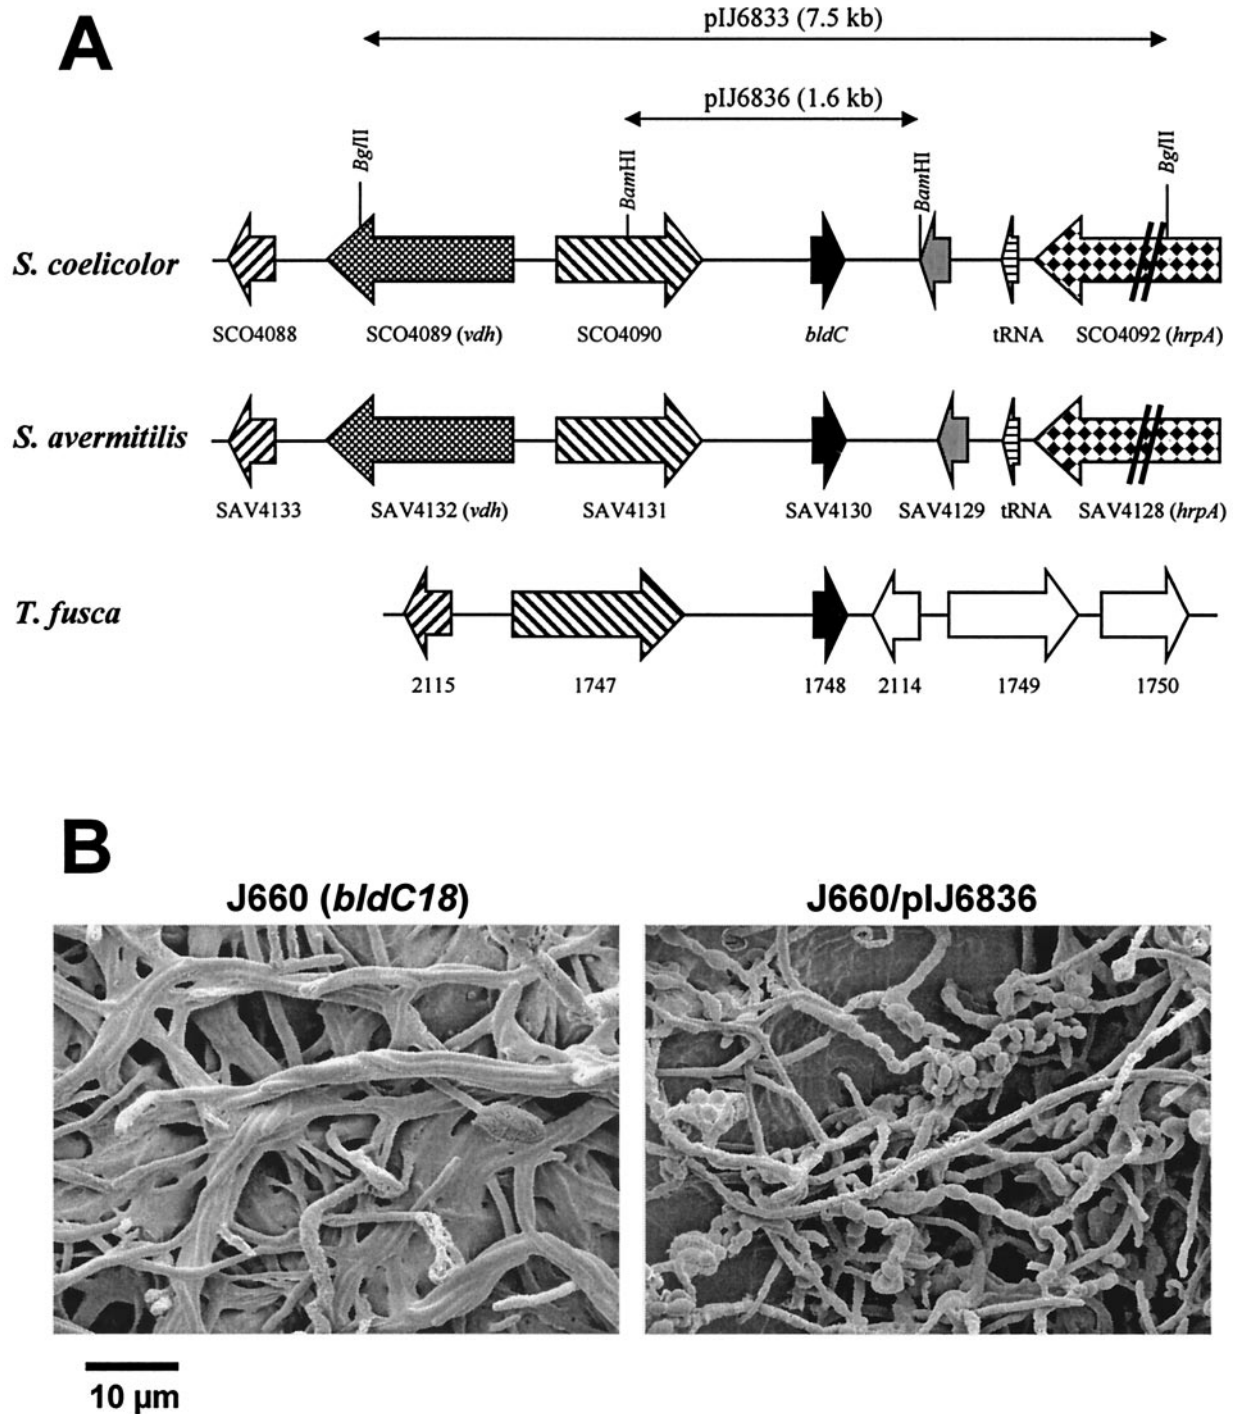 A
pIJ6833 (7.5 kb)
pIJ6836 (1.6 kb)
BglII
BamHI
BamHI
BglII
S. coelicolor
SCO4088 SCO4089 (vdh) SCO4090 bldC tRNA SCO4092 (hrpA)
S. avermitilis
SAV4133 SAV4132 (vdh) SAV4131 SAV4130 SAV4129 tRNA SAV4128 (hrpA)
T. fusca
2115 1747 1748 2114 1749 1750
B
J660 (bldC18) J660/pIJ6836
10 µm